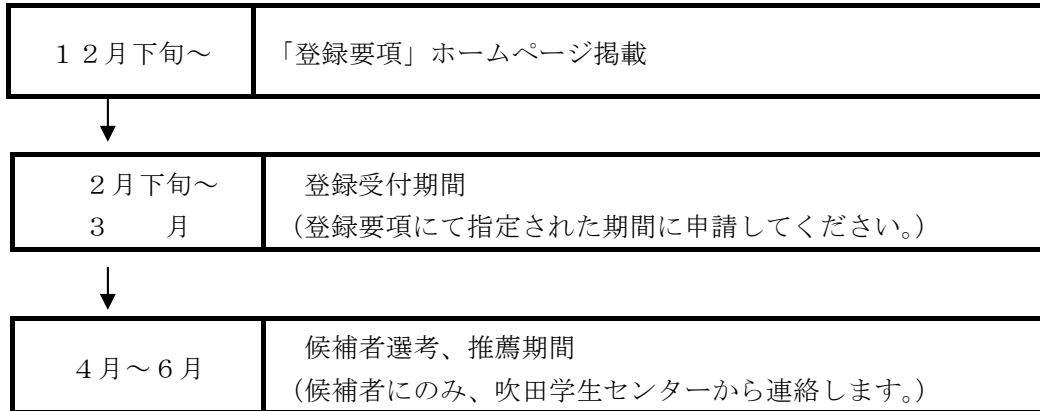 １２月下旬～
「登録要項」ホームページ掲載
２月下旬～
３　　月
登録受付期間
（登録要項にて指定された期間に申請してください。）
４月～６月
候補者選考、推薦期間
（候補者にのみ、吹田学生センターから連絡します。）